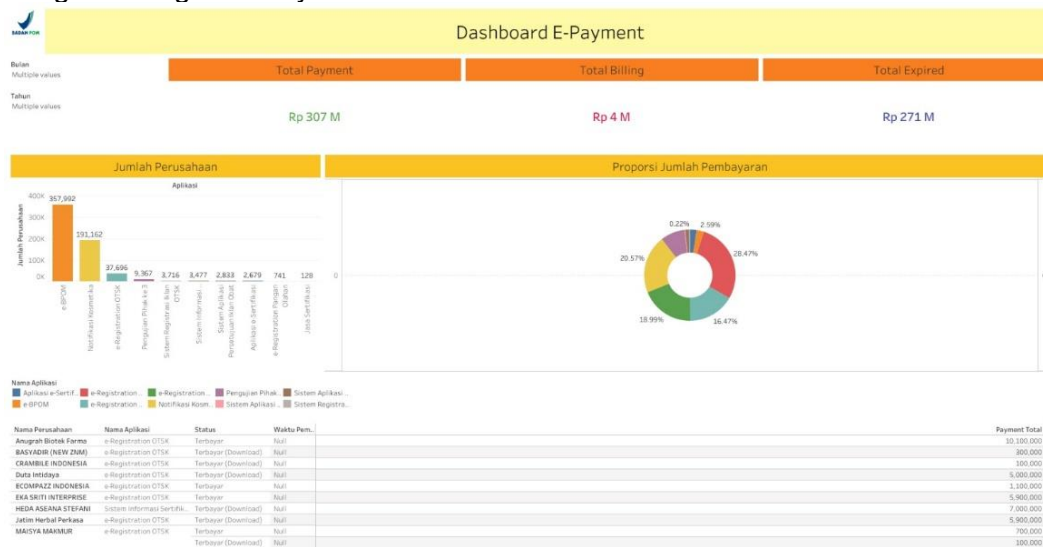 BADAN POM
Dashboard E-Payment
Bulan
Multiple values
Total Payment Total Billing Total Expired
Tahun
Multiple values
Rp 307 M Rp 4 M Rp 271 M
Jumlah Perusahaan Proporsi Jumlah Pembayaran
Aplikasi
Jumlah Perusahaan
400K
300K
200K
100K
0K
357,992
191,162
37,696
9,367
3,716
3,477
2,833
2,679
741
128
e-BPOM
Notifikasi Kosmetika
e-Registration OTSK
Pengujian Pihak ke 3
Sistem Registrasi Iklan OTSK
Sistem Informasi..
Sistem Aplikasi Persetujuan Iklan Obat
Aplikasi e-Sertifikasi
e-Registration Pangan Olahan
Jasa Sertifikasi
0
0.22% 2.59%
20.57% 28.47%
18.99% 16.47%
Nama Aplikasi
Aplikasi e-Sertif.. e-Registration .. e-Registration .. Pengujian Pihak.. Sistem Aplikasi ..
e-BPOM e-Registration .. Notifikasi Kosm.. Sistem Aplikasi .. Sistem Registra..
Nama Perusahaan Nama Aplikasi Status Waktu Pem.. Payment Total
Anugrah Biotek Farma e-Registration OTSK Terbayar Null 10,100,000
BASYADIR (NEW ZNM) e-Registration OTSK Terbayar (Download) Null 300,000
CRAMBILE INDONESIA e-Registration OTSK Terbayar (Download) Null 100,000
Duta Intidaya e-Registration OTSK Terbayar (Download) Null 5,000,000
ECOMPAZZ INDONESIA e-Registration OTSK Terbayar Null 1,100,000
EKA SRITI INTERPRISE e-Registration OTSK Terbayar (Download) Null 5,900,000
HEDA ASEANA STEFANI Sistem Informasi Sertifik.. Terbayar (Download) Null 7,000,000
Jatim Herbal Perkasa e-Registration OTSK Terbayar (Download) Null 5,900,000
MAISYA MAKMUR e-Registration OTSK Terbayar Null 700,000
Terbayar (Download) Null 100,000